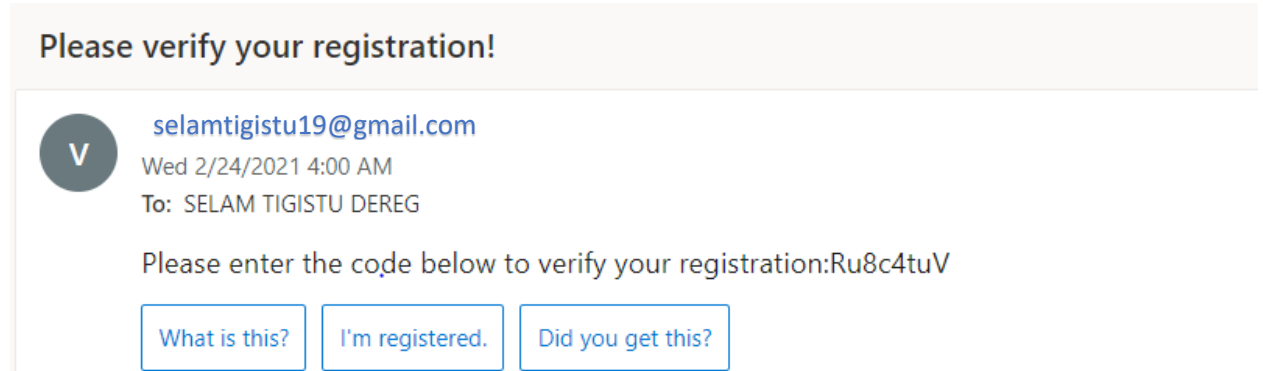 Please verify your registration!
V
selamtigistu19@gmail.com
Wed 2/24/2021 4:00 AM
To: SELAM TIGISTU DEREG
Please enter the code below to verify your registration:Ru8c4tuV
What is this? I'm registered. Did you get this?